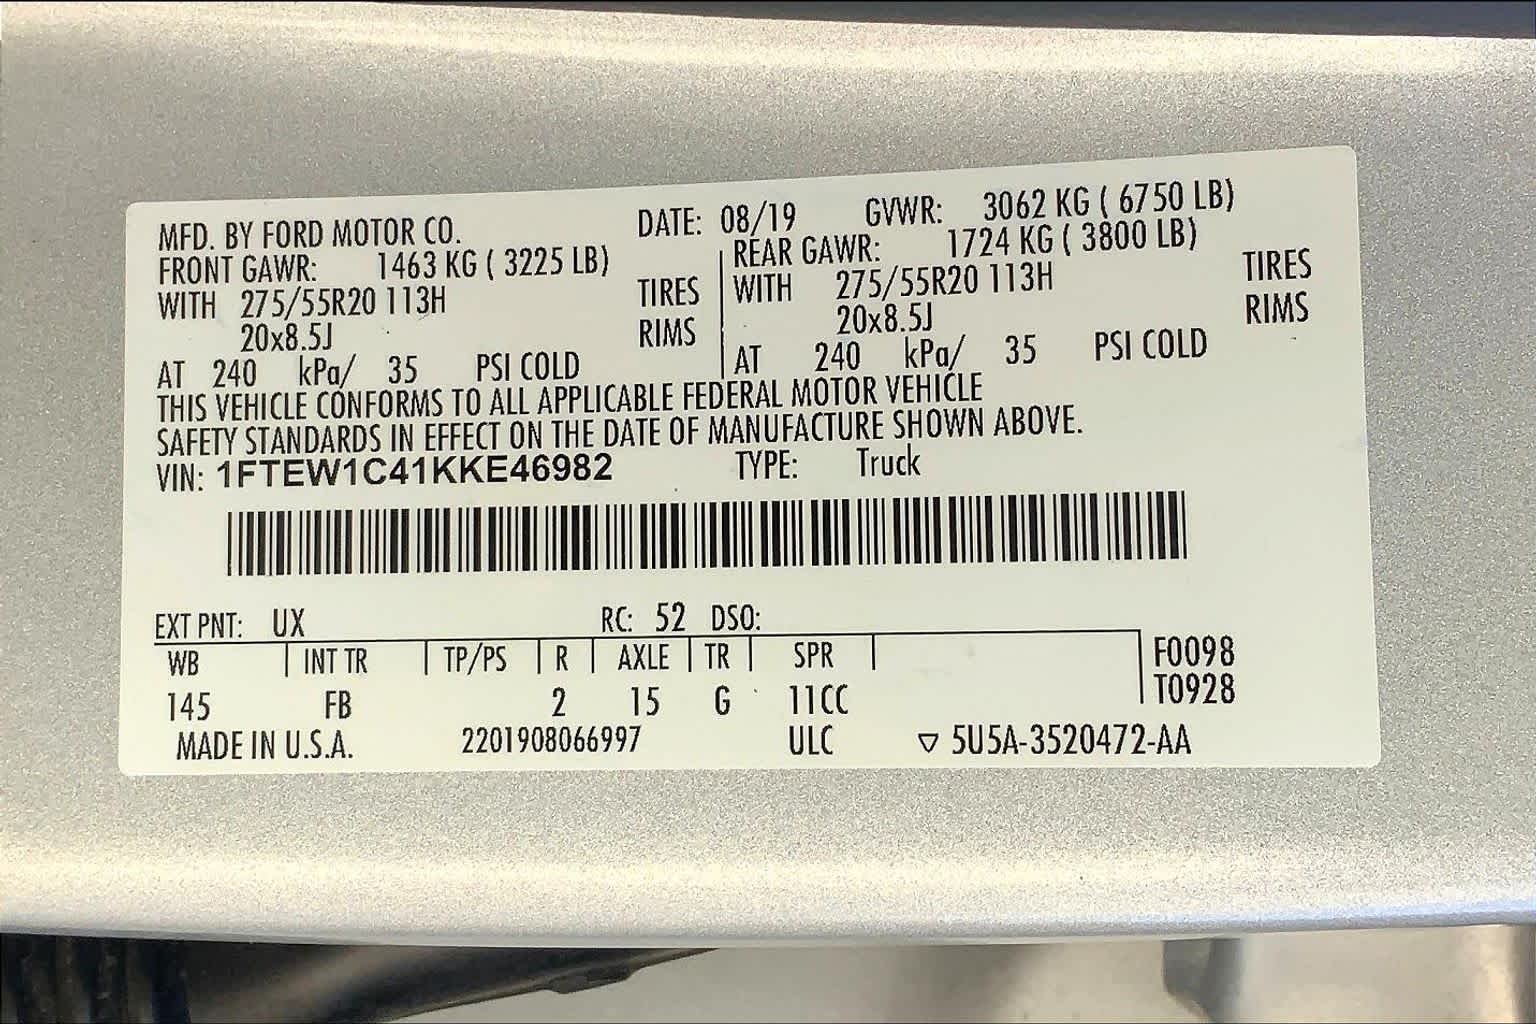 MFD. BY FORD MOTOR CO. DATE: 08/19 GVWR: 3062 KG ( 6750 LB)
FRONT GAWR: 1463 KG ( 3225 LB) REAR GAWR: 1724 KG ( 3800 LB)
WITH 275/55R20 113H TIRES WITH 275/55R20 113H TIRES
20x8.5J RIMS 20x8.5J RIMS
AT 240 kPa/ 35 PSI COLD AT 240 kPa/ 35 PSI COLD
THIS VEHICLE CONFORMS TO ALL APPLICABLE FEDERAL MOTOR VEHICLE
SAFETY STANDARDS IN EFFECT ON THE DATE OF MANUFACTURE SHOWN ABOVE.
VIN: 1FTEW1C41KKE46982 TYPE: Truck
EXT PNT: UX RC: 52 DSO:
WB INT TR TP/PS R AXLE TR SPR F0098
145 FB 2 15 G 11CC T0928
MADE IN U.S.A. 2201908066997 ULC ▽ 5U5A-3520472-AA